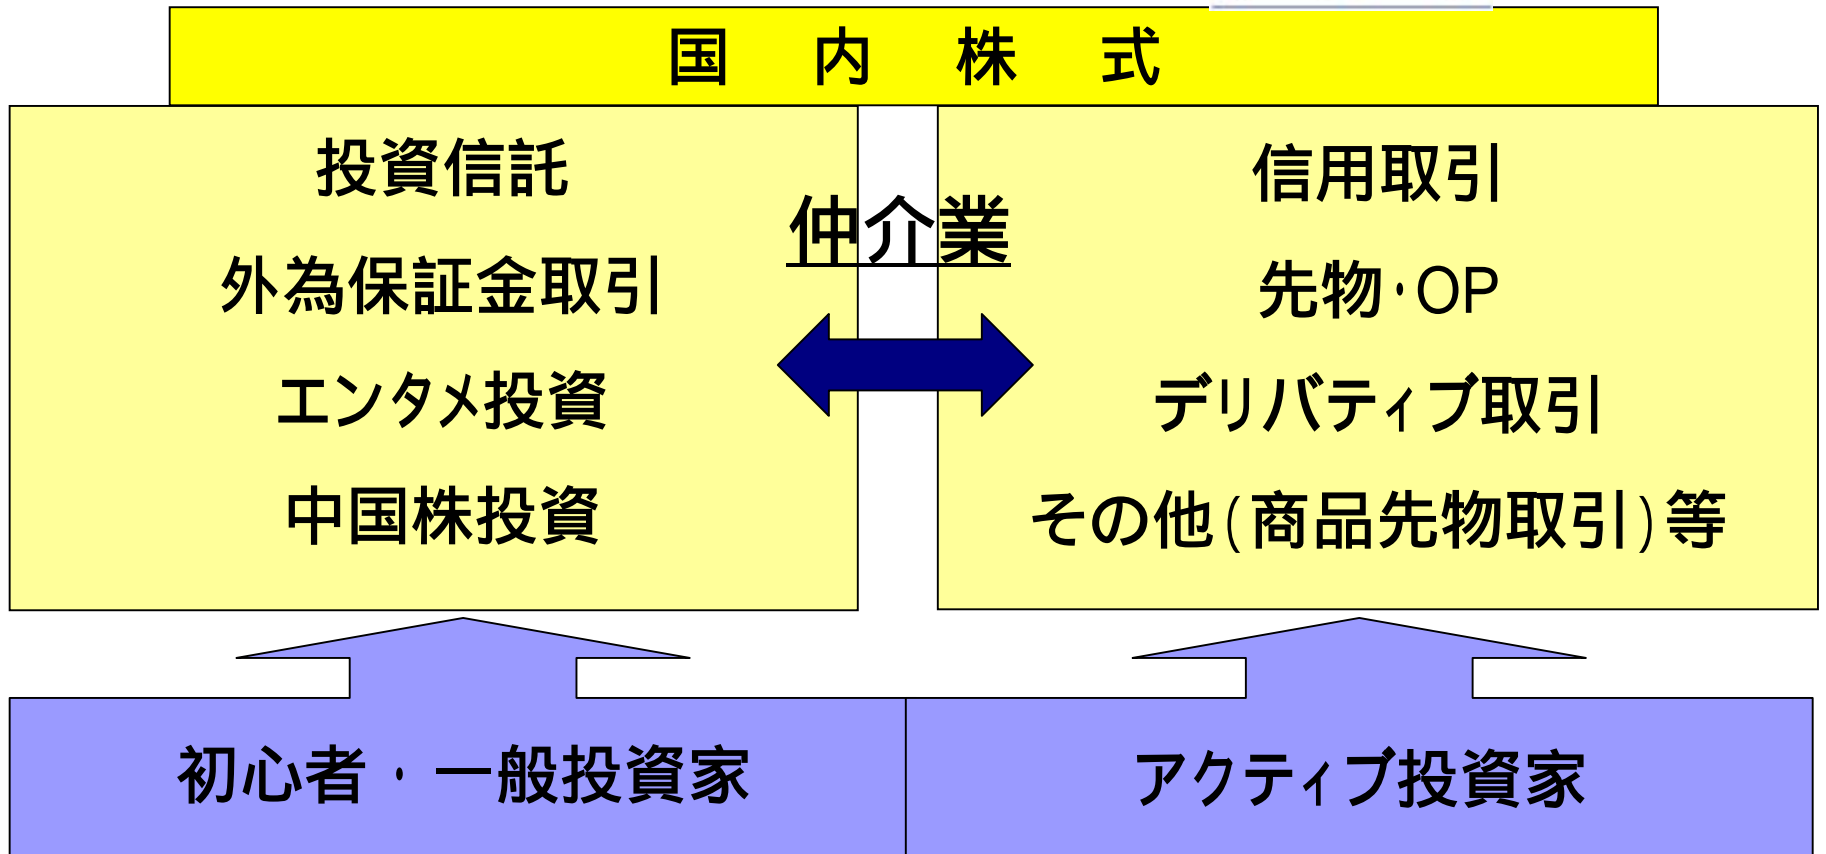 国内株式
投資信託
外為保証金取引
エンタメ投資
中国株投資
仲介業
信用取引
先物・OP
デリバティブ取引
その他(商品先物取引)等
初心者・一般投資家
アクティブ投資家